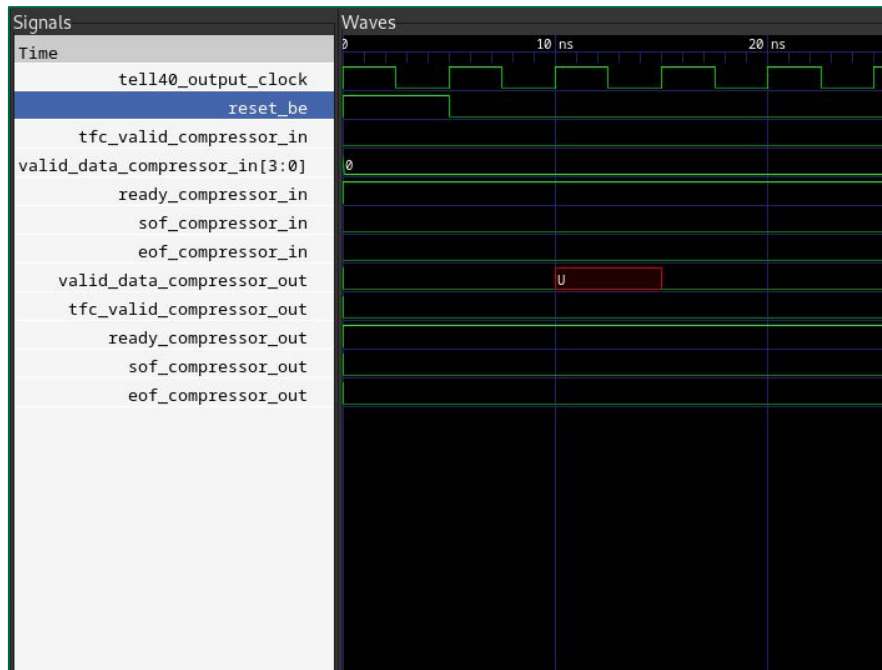 Signals
Waves
Time
0
10 ns
20 ns
tell40_output_clock
reset_be
tfc_valid_compressor_in
valid_data_compressor_in[3:0]
0
ready_compressor_in
sof_compressor_in
eof_compressor_in
valid_data_compressor_out
U
tfc_valid_compressor_out
ready_compressor_out
sof_compressor_out
eof_compressor_out